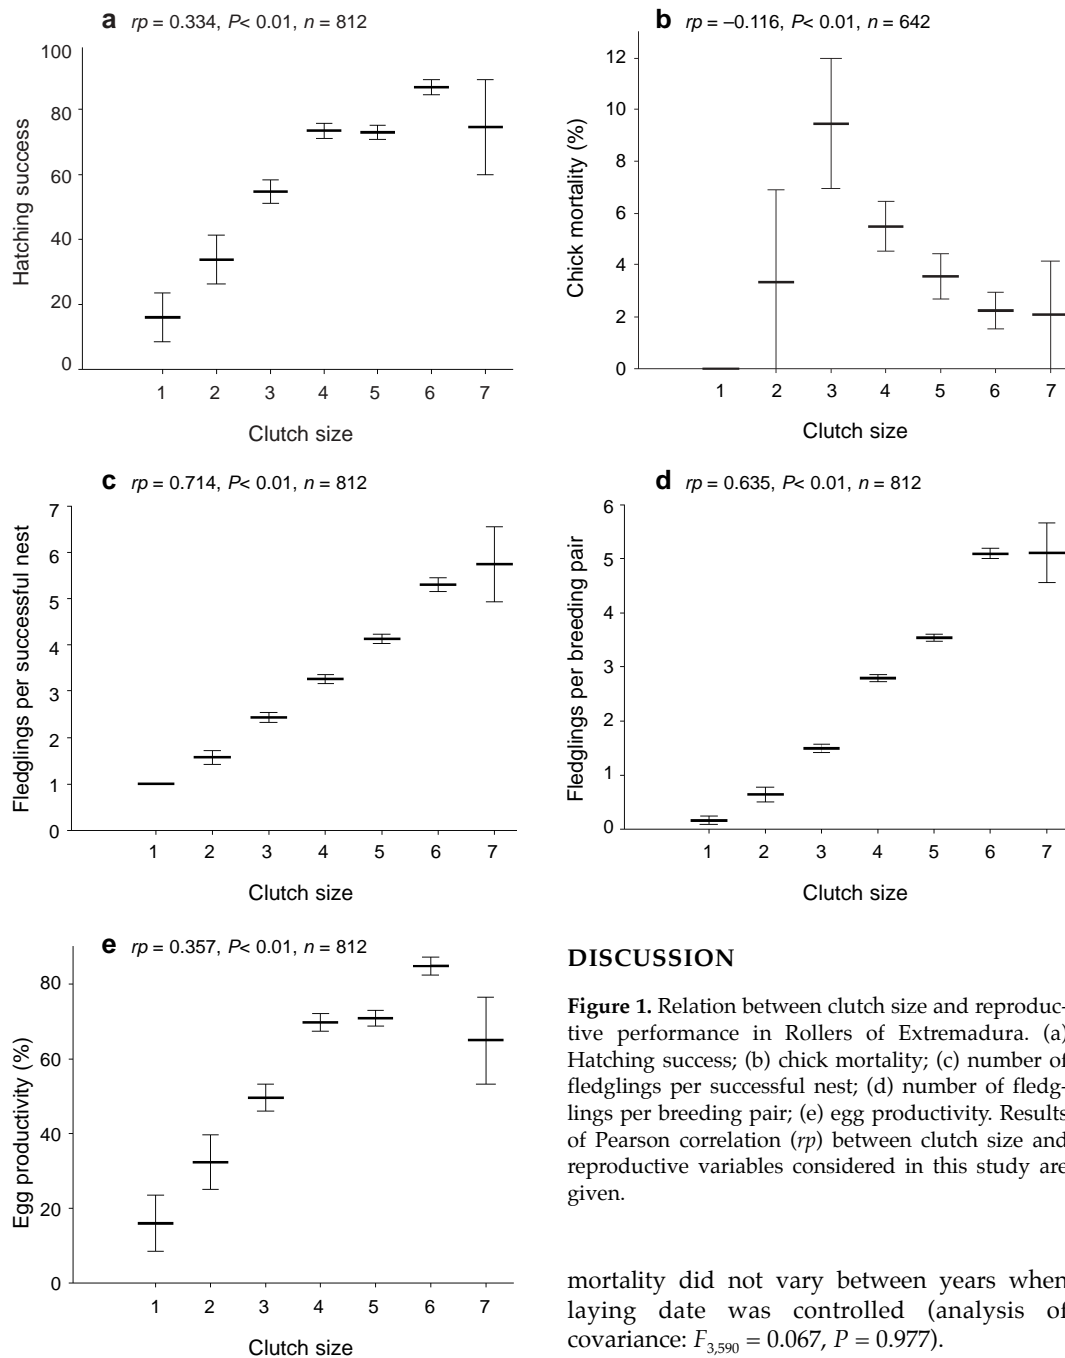 a rp = 0.334, P< 0.01, n = 812
100
80
60
40
20
0
Hatching success
1 2 3 4 5 6 7
Clutch size
b rp = –0.116, P< 0.01, n = 642
12
10
8
6
4
2
0
Chick mortality (%)
1 2 3 4 5 6 7
Clutch size
c rp = 0.714, P< 0.01, n = 812
7
6
5
4
3
2
1
0
Fledglings per successful nest
1 2 3 4 5 6 7
Clutch size
d rp = 0.635, P< 0.01, n = 812
6
5
4
3
2
1
0
Fledglings per breeding pair
1 2 3 4 5 6 7
Clutch size
e rp = 0.357, P< 0.01, n = 812
80
60
40
20
0
Egg productivity (%)
1 2 3 4 5 6 7
Clutch size
DISCUSSION
Figure 1. Relation between clutch size and reproduc-
tive performance in Rollers of Extremadura. (a)
Hatching success; (b) chick mortality; (c) number of
fledglings per successful nest; (d) number of fledg-
lings per breeding pair; (e) egg productivity. Results
of Pearson correlation (rp) between clutch size and
reproductive variables considered in this study are
given.
mortality did not vary between years when
laying date was controlled (analysis of
covariance: F3,590 = 0.067, P = 0.977).